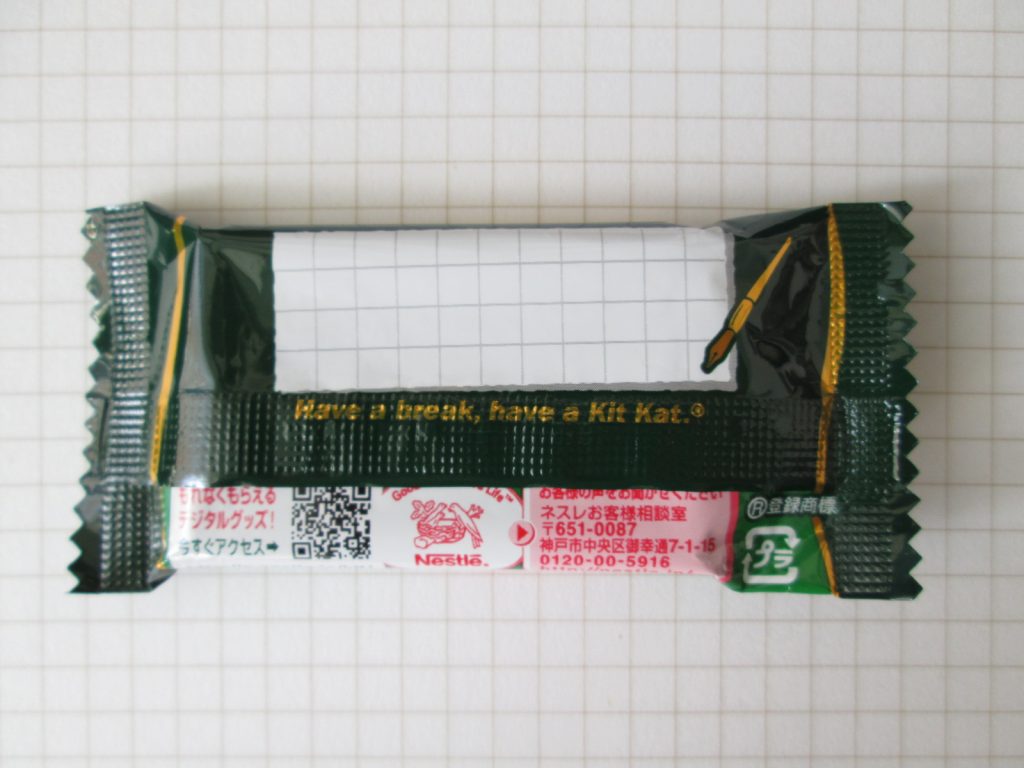 Have a break, have a Kit Kat.®
もれなくもらえる
デジタルグッズ!
今すぐアクセス➡
Good Life™
Nestlé®
お客様の声をお聞かせください
ネスレお客様相談室
〒651-0087
神戸市中央区御幸通7-1-15
0120-00-5916
®登録商標
プラ